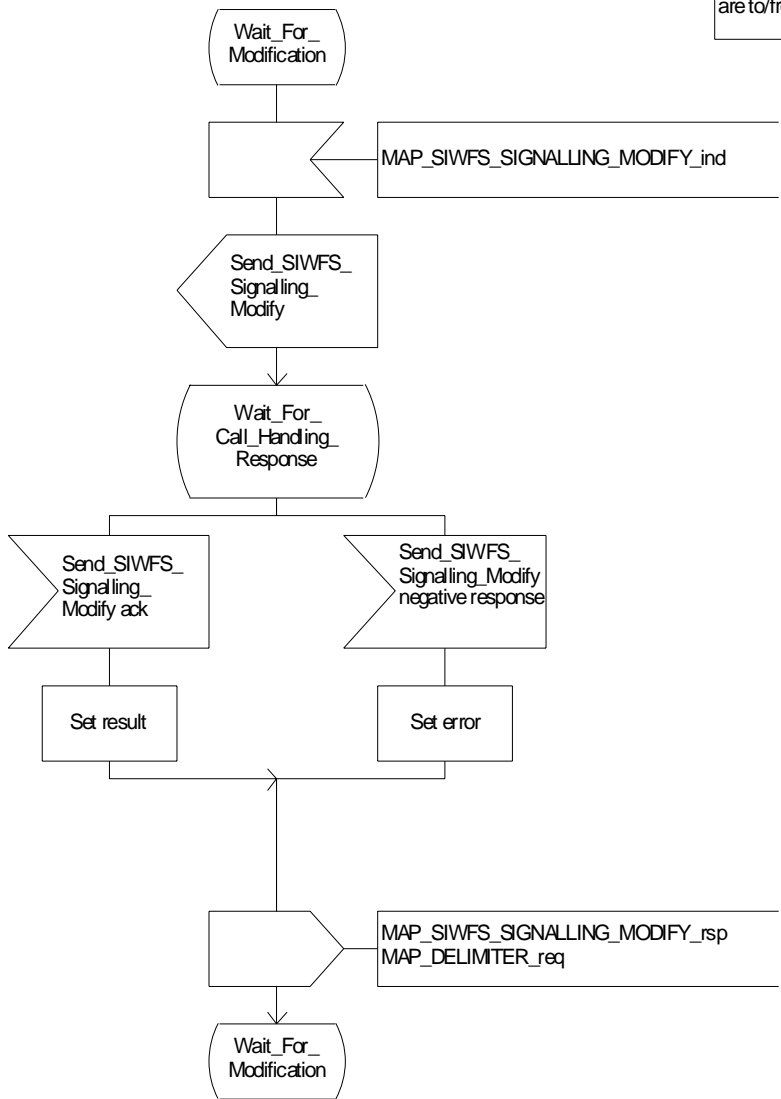 are to/fr
Wait_For_
Modification
MAP_SIWFS_SIGNALLING_MODIFY_ind
Send_SIWFS_
Signalling_
Modify
Wait_For_
Call_Handling_
Response
Send_SIWFS_
Signalling_
Modify ack
Send_SIWFS_
Signalling_Modify
negative response
Set result
Set error
MAP_SIWFS_SIGNALLING_MODIFY_rsp
MAP_DELIMITER_req
Wait_For_
Modification